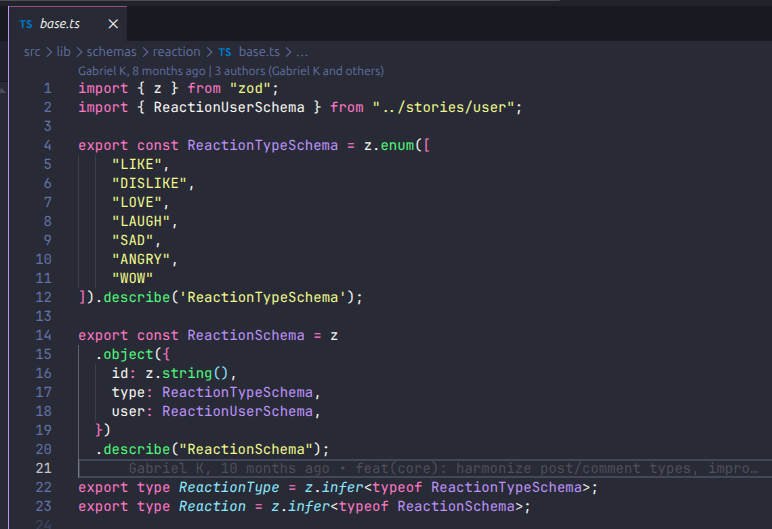 TS base.ts ×
src > lib > schemas > reaction > TS base.ts > ...
Gabriel K, 8 months ago | 3 authors (Gabriel K and others)
1 import { z } from "zod";
2 import { ReactionUserSchema } from "../stories/user";
3
4 export const ReactionTypeSchema = z.enum([
5 "LIKE",
6 "DISLIKE",
7 "LOVE",
8 "LAUGH",
9 "SAD",
10 "ANGRY",
11 "WOW"
12 ]).describe('ReactionTypeSchema');
13
14 export const ReactionSchema = z
15 .object({
16 id: z.string(),
17 type: ReactionTypeSchema,
18 user: ReactionUserSchema,
19 })
20 .describe("ReactionSchema");
21 Gabriel K, 10 months ago • feat(core): harmonize post/comment types, impro...
22 export type ReactionType = z.infer<typeof ReactionTypeSchema>;
23 export type Reaction = z.infer<typeof ReactionSchema>;
24